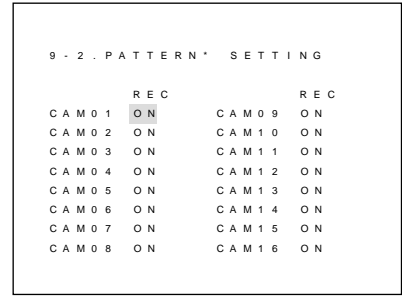 9-2.PATTERN* SETTING
REC REC
CAM01 ON CAM09 ON
CAM02 ON CAM10 ON
CAM03 ON CAM11 ON
CAM04 ON CAM12 ON
CAM05 ON CAM13 ON
CAM06 ON CAM14 ON
CAM07 ON CAM15 ON
CAM08 ON CAM16 ON